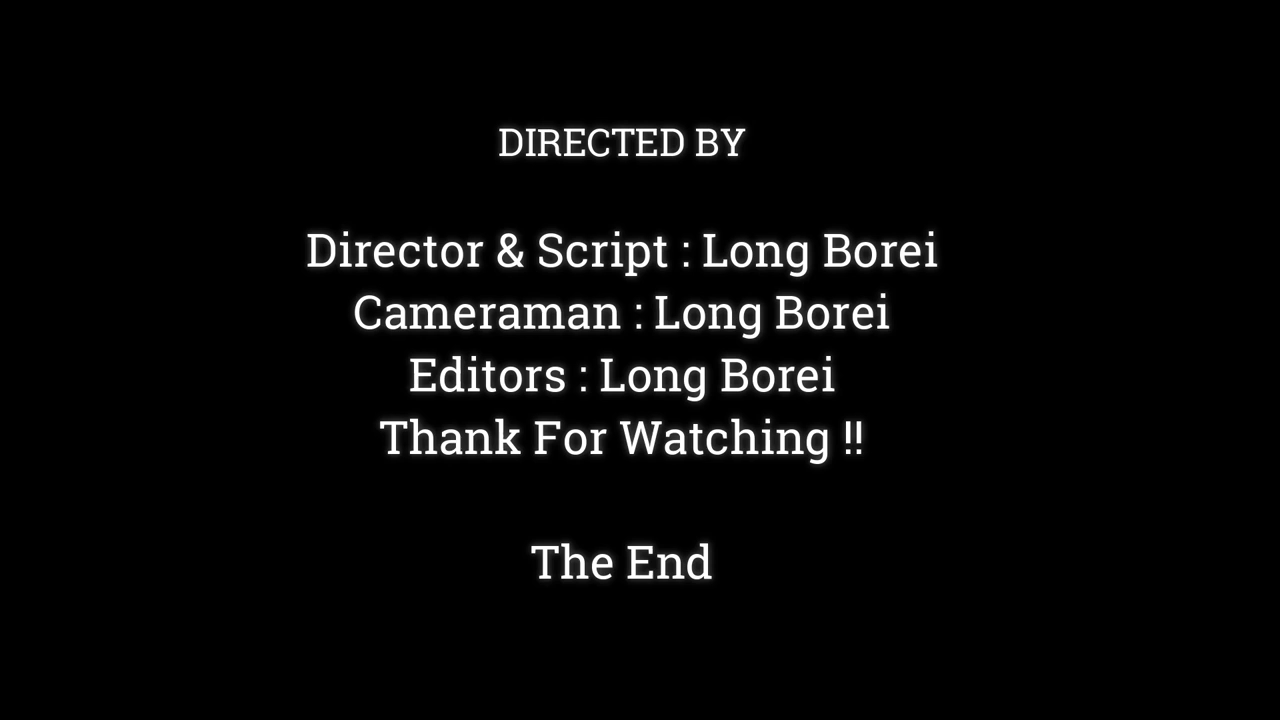 DIRECTED BY
Director & Script : Long Borei
Cameraman : Long Borei
Editors : Long Borei
Thank For Watching !!
The End